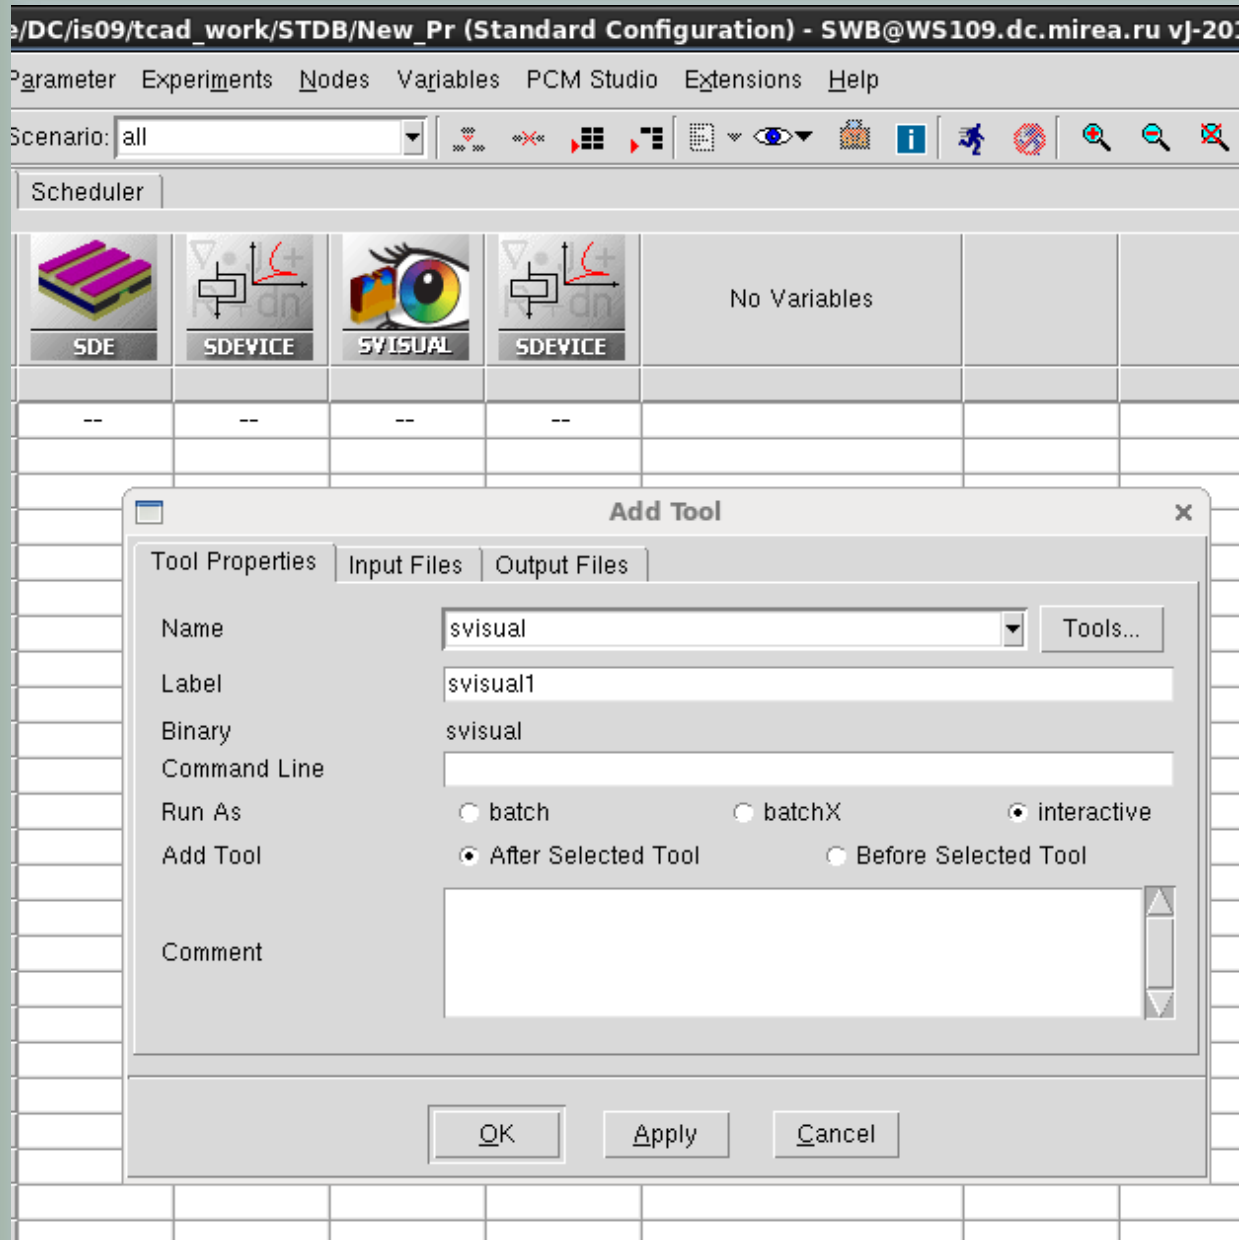 e/DC/is09/tcad_work/STDB/New_Pr (Standard Configuration) - SWB@WS109.dc.mirea.ru vJ-201
Parameter Experiments Nodes Variables PCM Studio Extensions Help
Scenario: all
Scheduler
SDE SDEVICE SVISUAL SDEVICE No Variables
-- -- -- --
Add Tool
Tool Properties Input Files Output Files
Name svisual Tools...
Label svisual1
Binary svisual
Command Line
Run As batch batchX interactive
Add Tool After Selected Tool Before Selected Tool
Comment
OK Apply Cancel